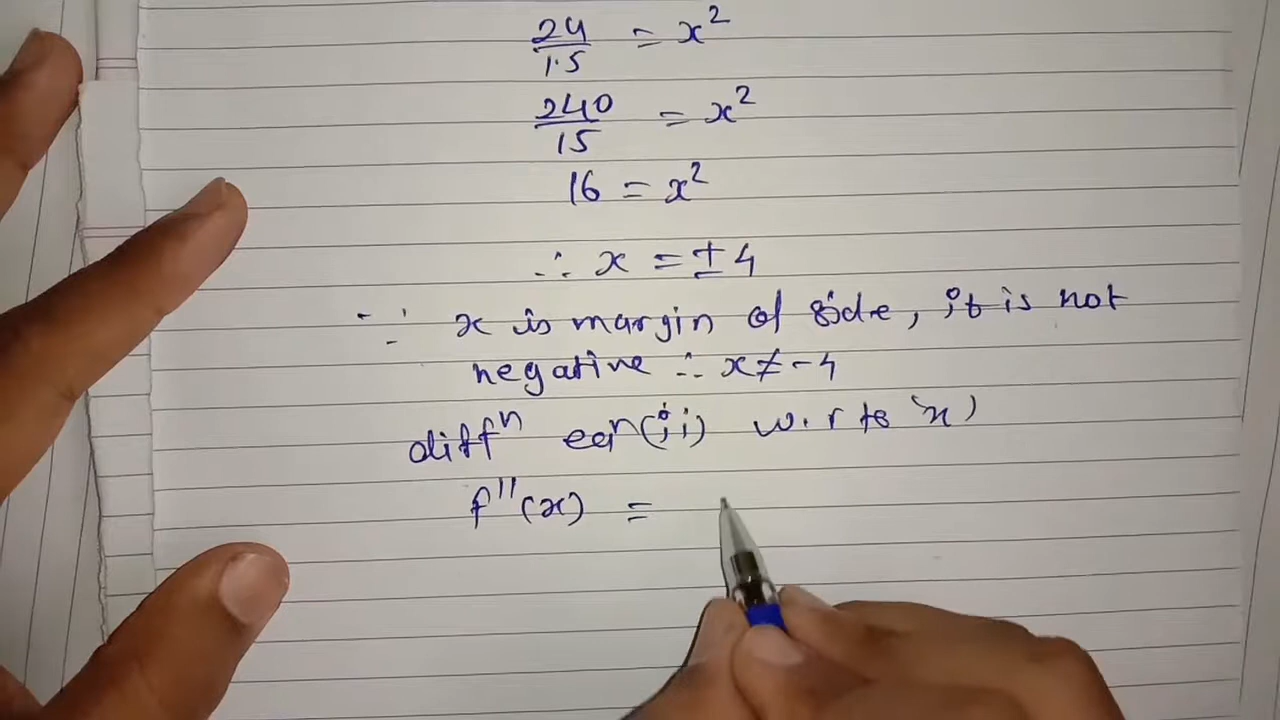 24/1.5 = x²
240/15 = x²
16 = x²
∴ x = ±4
∵ x is margin of side, it is not
negative ∴ x ≠ -4
diffⁿ eqⁿ(ii) w.r to 'x'
f''(x) =